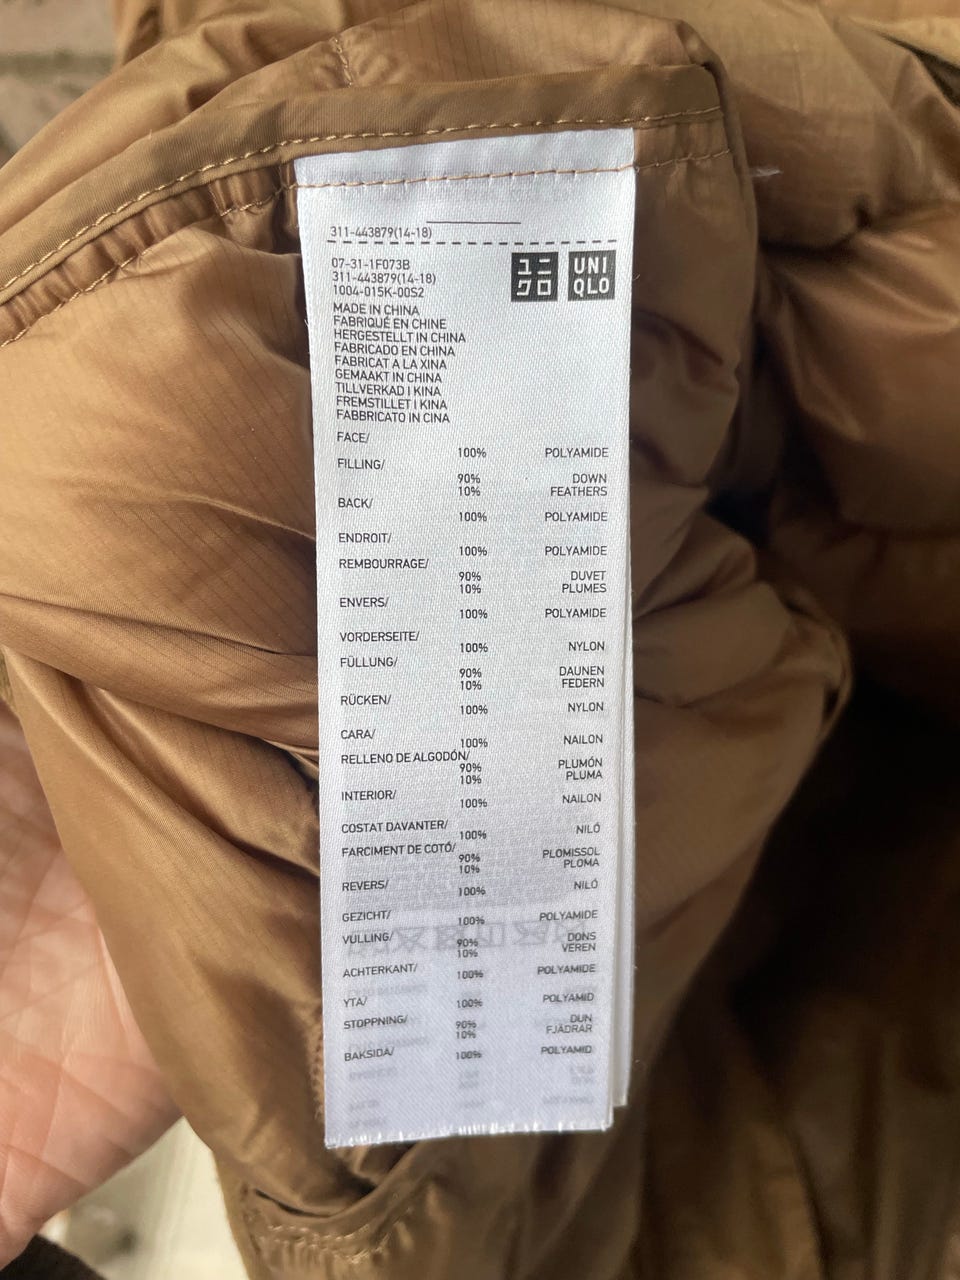 311-443879(14-18)
07-31-1F073B
311-443879(14-18)
1004-015K-00S2
ユニ
クロ
UNI
QLO
MADE IN CHINA
FABRIQUÉ EN CHINE
HERGESTELLT IN CHINA
FABRICADO EN CHINA
FABRICAT A LA XINA
GEMAAKT IN CHINA
TILLVERKAD I KINA
FREMSTILLET I KINA
FABBRICATO IN CINA
FACE/
100% POLYAMIDE
FILLING/
90% DOWN
10% FEATHERS
BACK/
100% POLYAMIDE
ENDROIT/
100% POLYAMIDE
REMBOURRAGE/
90% DUVET
10% PLUMES
ENVERS/
100% POLYAMIDE
VORDERSEITE/
100% NYLON
FÜLLUNG/
90% DAUNEN
10% FEDERN
RÜCKEN/
100% NYLON
CARA/
100% NAILON
RELLENO DE ALGODÓN/
90% PLUMÓN
10% PLUMA
INTERIOR/
100% NAILON
COSTAT DAVANTER/
100% NILÓ
FARCIMENT DE COTÓ/
90% PLOMISSOL
10% PLOMA
REVERS/
100% NILÓ
GEZICHT/
100% POLYAMIDE
VULLING/
90% DONS
10% VEREN
ACHTERKANT/
100% POLYAMIDE
YTA/
100% POLYAMID
STOPPNING/
90% DUN
10% FJÄDRAR
BAKSIDA/
100% POLYAMID